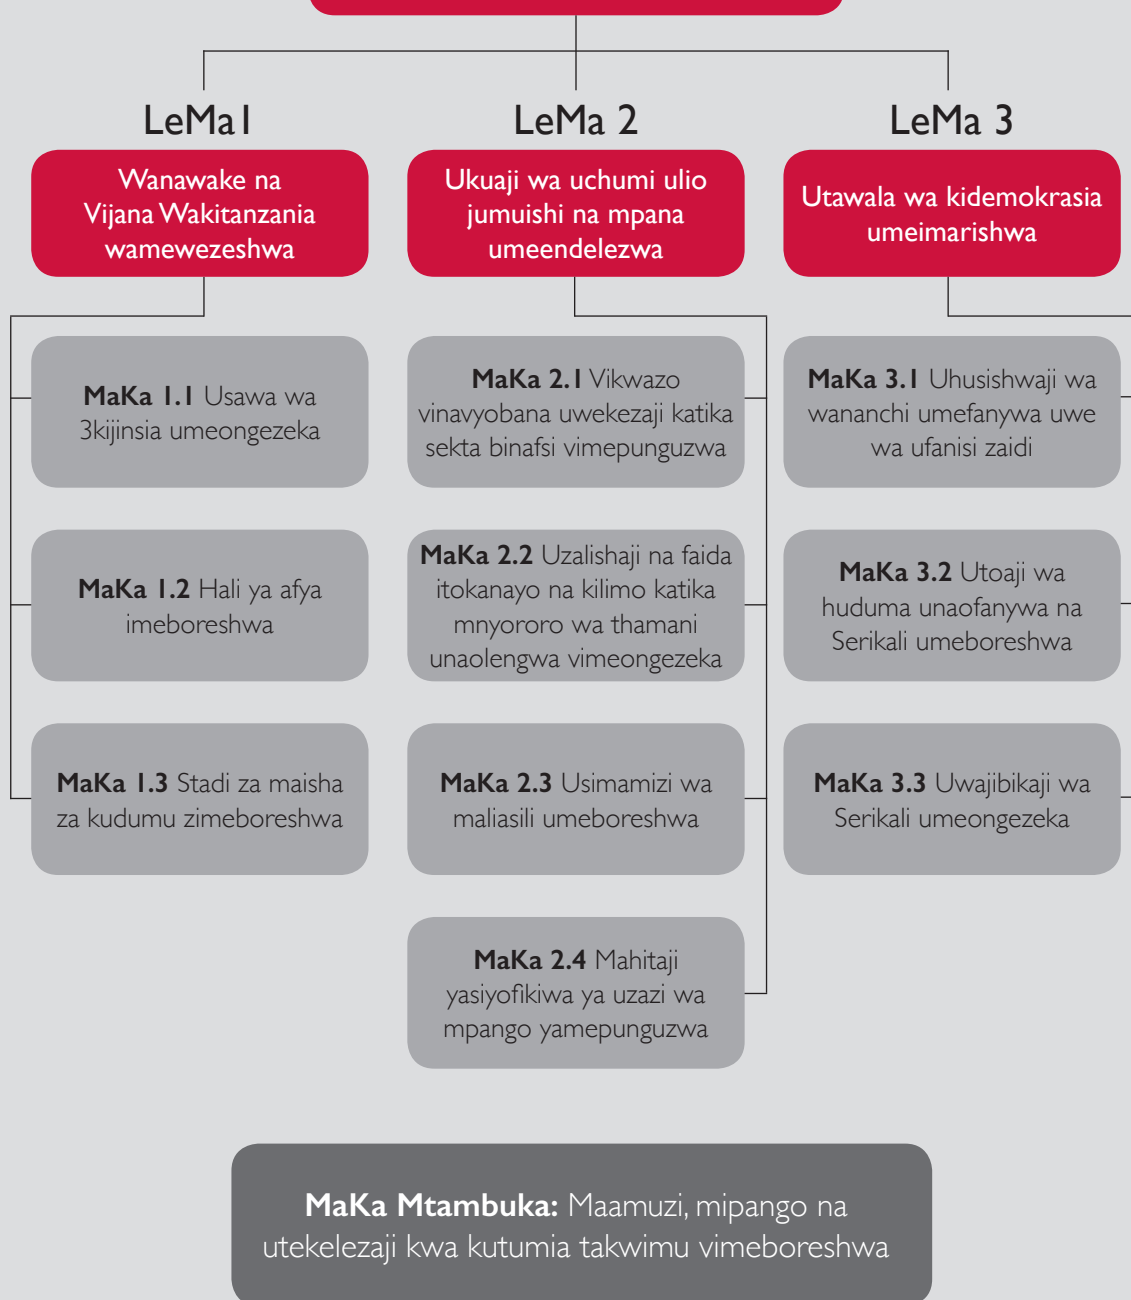 LeMa1
Wanawake na
Vijana Wakitanzania
wamewezeshwa
MaKa 1.1 Usawa wa
3kijinsia umeongezeka
MaKa 1.2 Hali ya afya
imeboreshwa
MaKa 1.3 Stadi za maisha
za kudumu zimeboreshwa
LeMa 2
Ukuaji wa uchumi ulio
jumuishi na mpana
umeendelezwa
MaKa 2.1 Vikwazo
vinavyobana uwekezaji katika
sekta binafsi vimepunguzwa
MaKa 2.2 Uzalishaji na faida
itokanayo na kilimo katika
mnyororo wa thamani
unaolengwa vimeongezeka
MaKa 2.3 Usimamizi wa
maliasili umeboreshwa
MaKa 2.4 Mahitaji
yasiyofikiwa ya uzazi wa
mpango yamepunguzwa
LeMa 3
Utawala wa kidemokrasia
umeimarishwa
MaKa 3.1 Uhusishwaji wa
wananchi umefanywa uwe
wa ufanisi zaidi
MaKa 3.2 Utoaji wa
huduma unaofanywa na
Serikali umeboreshwa
MaKa 3.3 Uwajibikaji wa
Serikali umeongezeka
MaKa Mtambuka: Maamuzi, mipango na
utekelezaji kwa kutumia takwimu vimeboreshwa